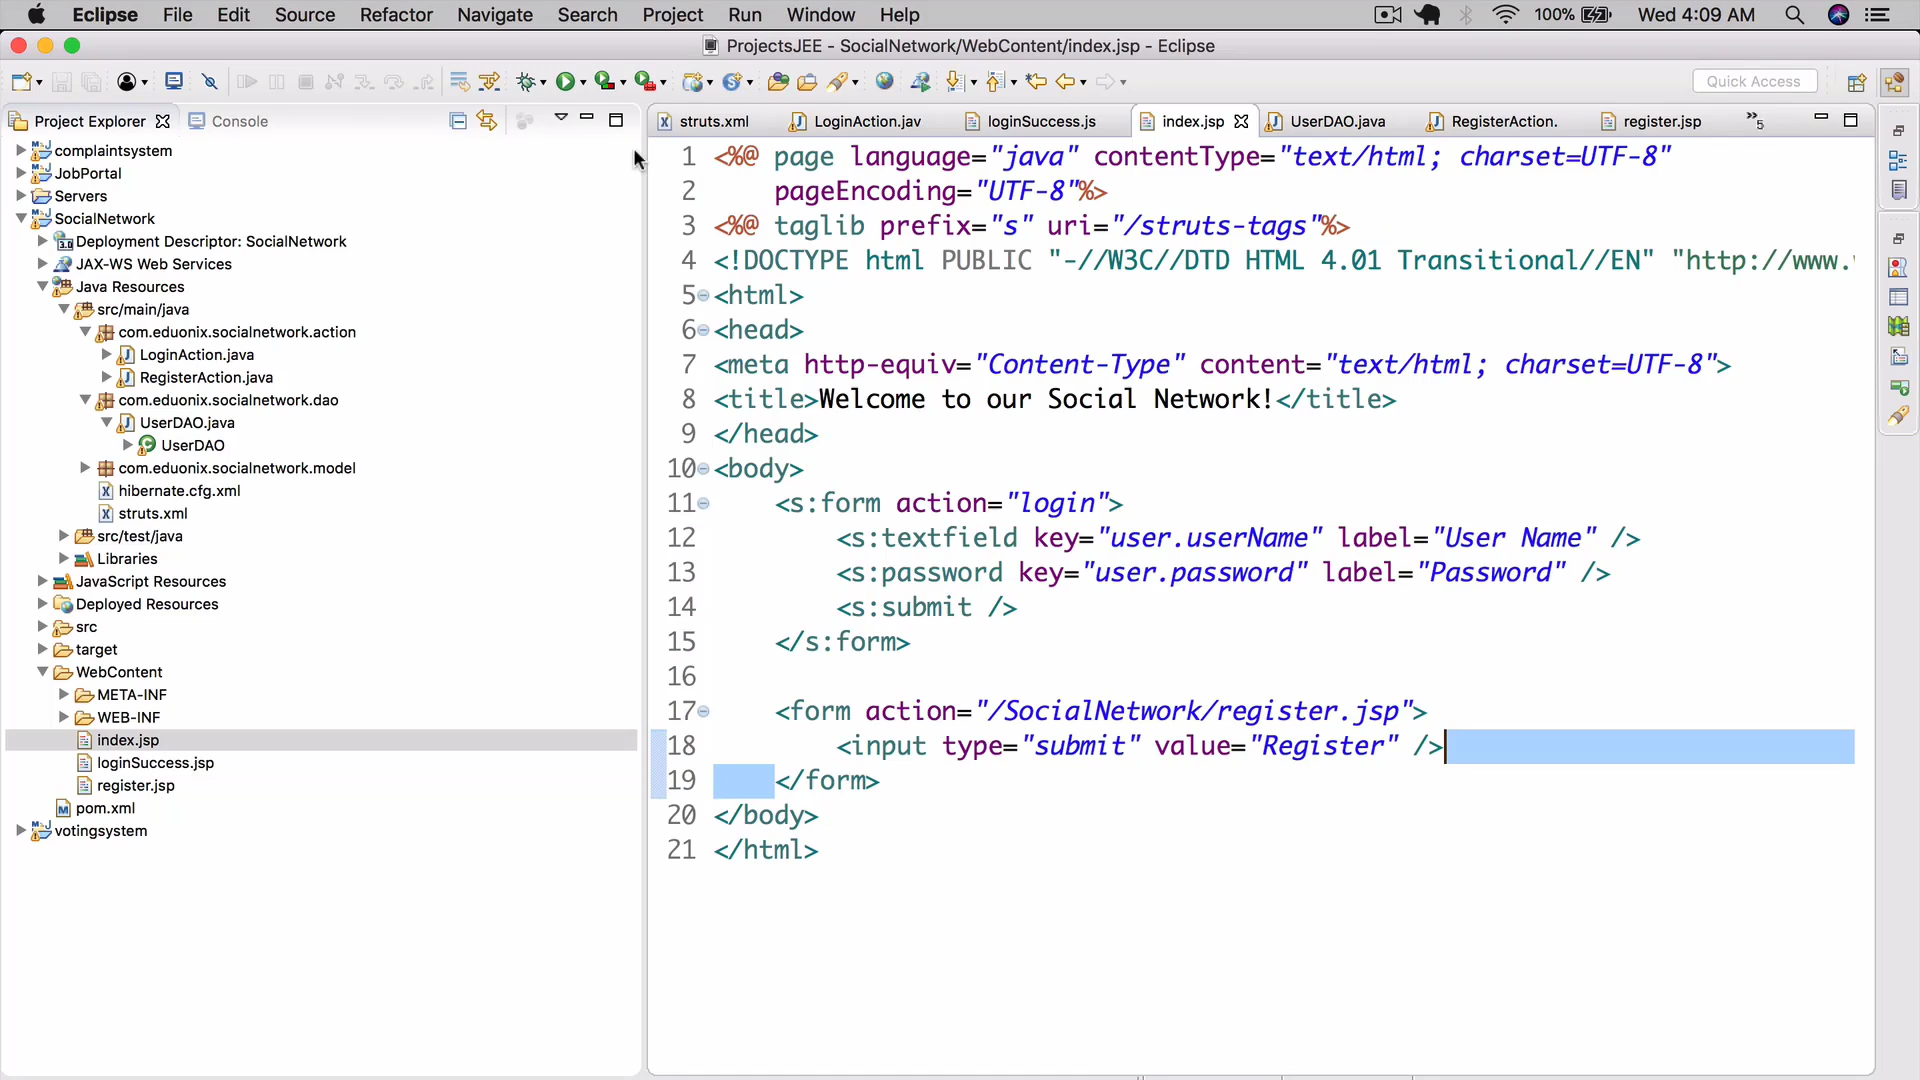 Eclipse File Edit Source Refactor Navigate Search Project Run Window Help 100% Wed 4:09 AM
ProjectsJEE - SocialNetwork/WebContent/index.jsp - Eclipse
Quick Access
Project Explorer Console
struts.xml LoginAction.jav loginSuccess.js index.jsp UserDAO.java RegisterAction. register.jsp »5
complaintsystem
JobPortal
Servers
SocialNetwork
Deployment Descriptor: SocialNetwork
JAX-WS Web Services
Java Resources
src/main/java
com.eduonix.socialnetwork.action
LoginAction.java
RegisterAction.java
com.eduonix.socialnetwork.dao
UserDAO.java
UserDAO
com.eduonix.socialnetwork.model
hibernate.cfg.xml
struts.xml
src/test/java
Libraries
JavaScript Resources
Deployed Resources
src
target
WebContent
META-INF
WEB-INF
index.jsp
loginSuccess.jsp
register.jsp
pom.xml
votingsystem
1 <%@ page language="java" contentType="text/html; charset=UTF-8"
2 pageEncoding="UTF-8"%>
3 <%@ taglib prefix="s" uri="/struts-tags"%>
4 <!DOCTYPE html PUBLIC "-//W3C//DTD HTML 4.01 Transitional//EN" "http://www.
5 <html>
6 <head>
7 <meta http-equiv="Content-Type" content="text/html; charset=UTF-8">
8 <title>Welcome to our Social Network!</title>
9 </head>
10 <body>
11 <s:form action="login">
12 <s:textfield key="user.userName" label="User Name" />
13 <s:password key="user.password" label="Password" />
14 <s:submit />
15 </s:form>
16
17 <form action="/SocialNetwork/register.jsp">
18 <input type="submit" value="Register" />
19 </form>
20 </body>
21 </html>